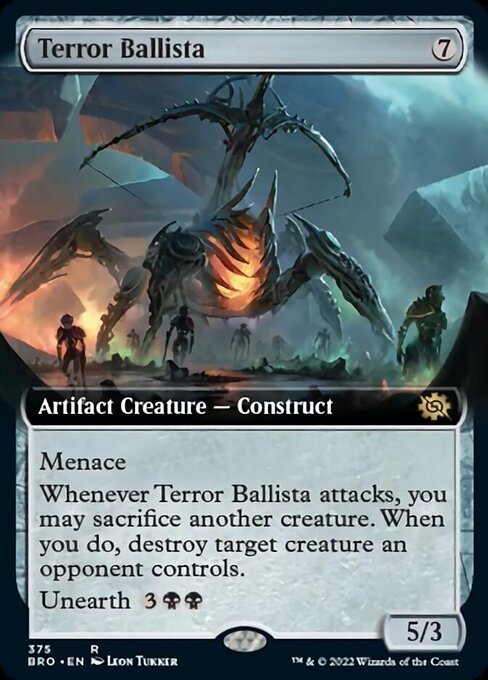 Terror Ballista 7
Artifact Creature — Construct
Menace
Whenever Terror Ballista attacks, you
may sacrifice another creature. When
you do, destroy target creature an
opponent controls.
Unearth 3
5/3
375 R
BRO • EN Leon Tukker
™ & © 2022 Wizards of the Coast